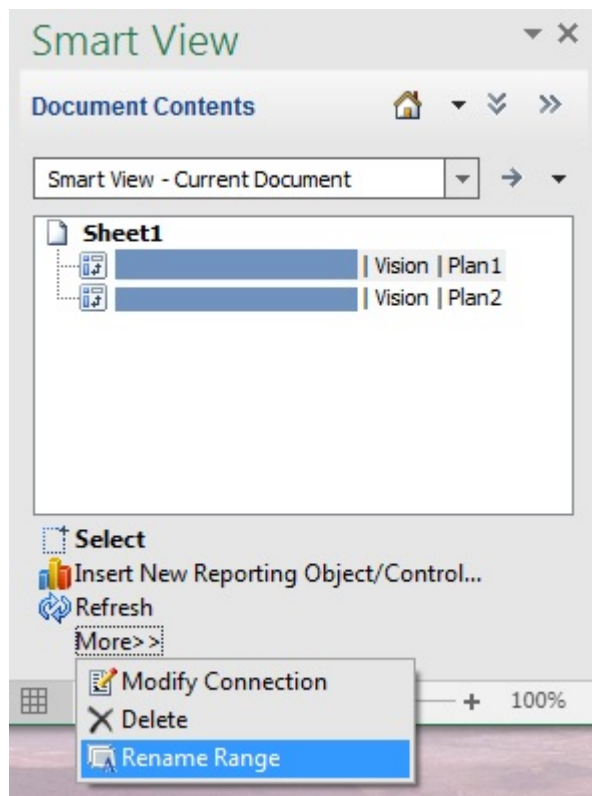 Smart View
Document Contents
Smart View - Current Document
Sheet1
| Vision | Plan1
| Vision | Plan2
Select
Insert New Reporting Object/Control...
Refresh
More>>
Modify Connection
100%
Delete
Rename Range